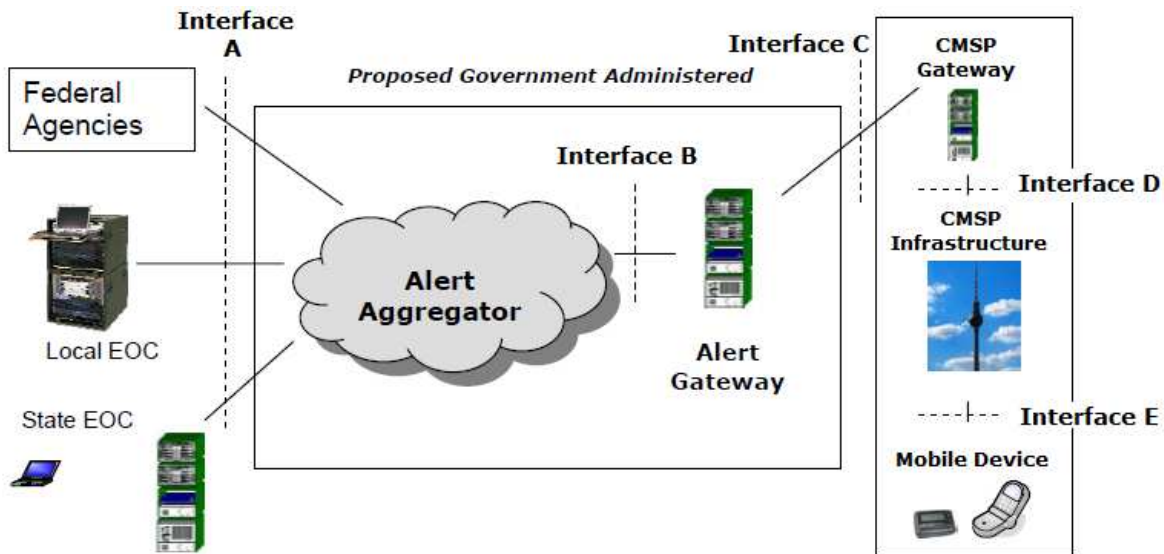 Interface
A
Federal
Agencies
Local EOC
State EOC
Proposed Government Administered
Alert
Aggregator
Interface B
Alert
Gateway
Interface C
CMSP
Gateway
Interface D
CMSP
Infrastructure
Interface E
Mobile Device